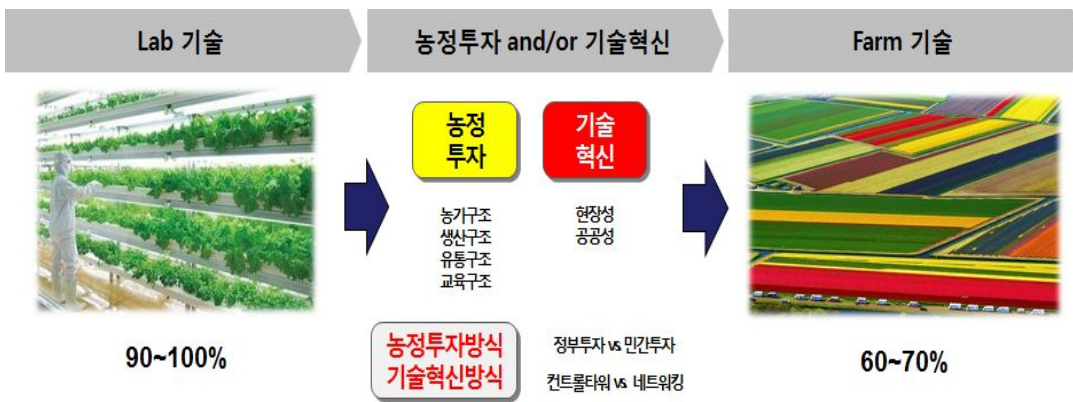 Lab 기술
농정투자 and/or 기술혁신
Farm 기술
농정
투자
기술
혁신
농가구조
생산구조
유통구조
교육구조
현장성
공공성
90~100%
농정투자방식
기술혁신방식
정부투자 vs 민간투자
컨트롤타워 vs 네트워킹
60~70%